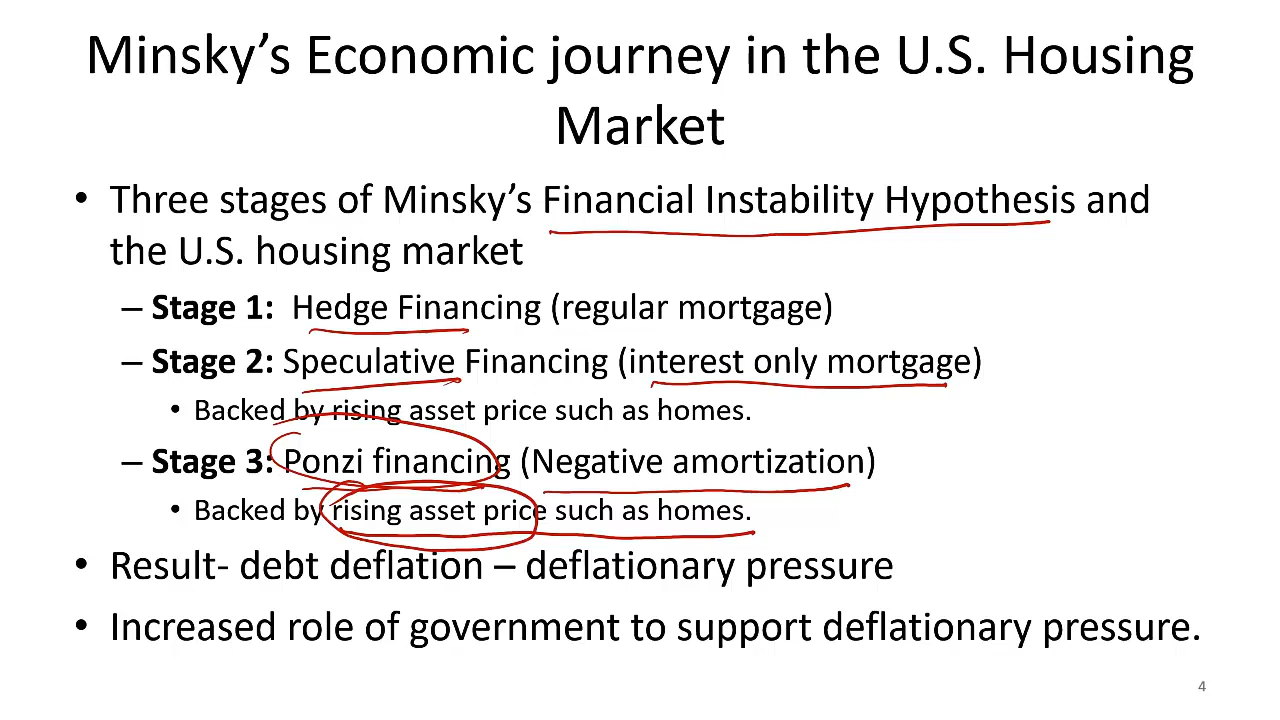 Minsky’s Economic journey in the U.S. Housing
Market
• Three stages of Minsky’s Financial Instability Hypothesis and
the U.S. housing market
– Stage 1: Hedge Financing (regular mortgage)
– Stage 2: Speculative Financing (interest only mortgage)
• Backed by rising asset price such as homes.
– Stage 3: Ponzi financing (Negative amortization)
• Backed by rising asset price such as homes.
• Result- debt deflation – deflationary pressure
• Increased role of government to support deflationary pressure.
4